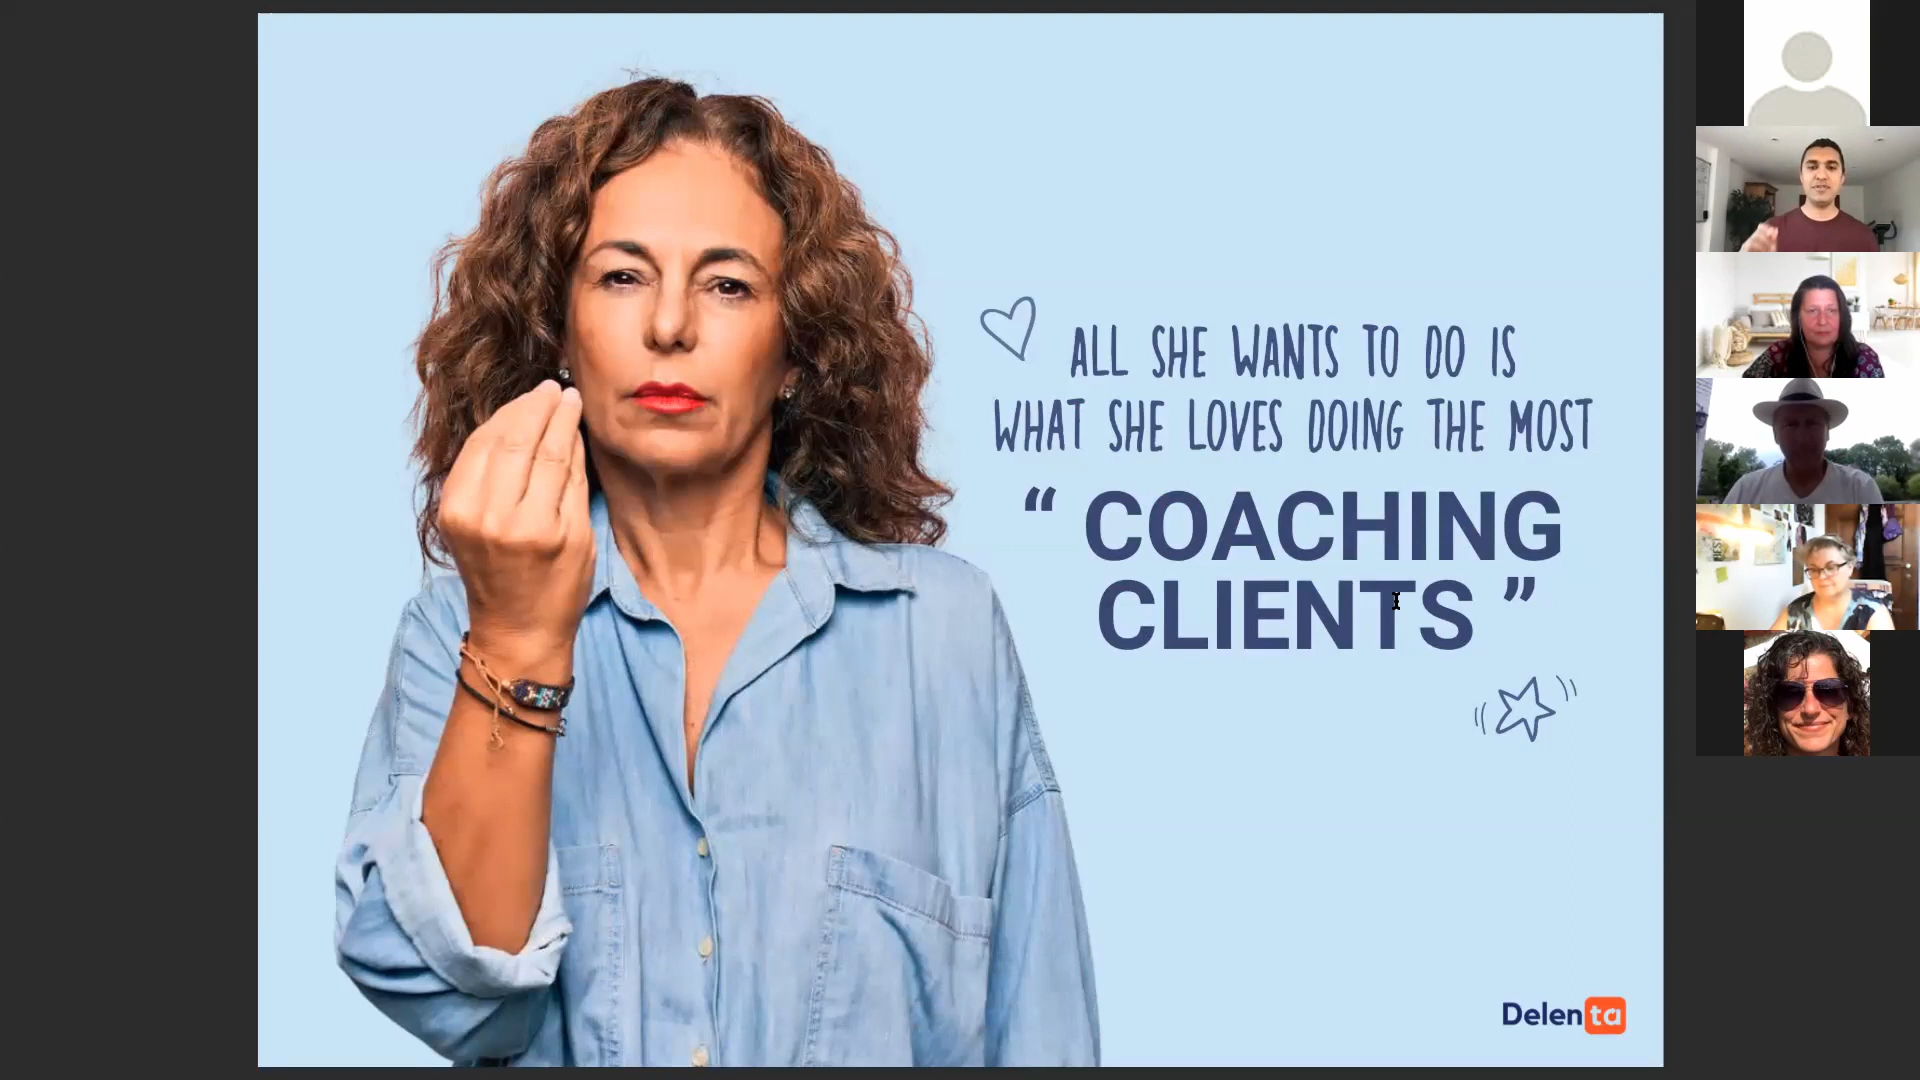 ALL SHE WANTS TO DO IS
WHAT SHE LOVES DOING THE MOST
“ COACHING
CLIENTS ”
Delenta